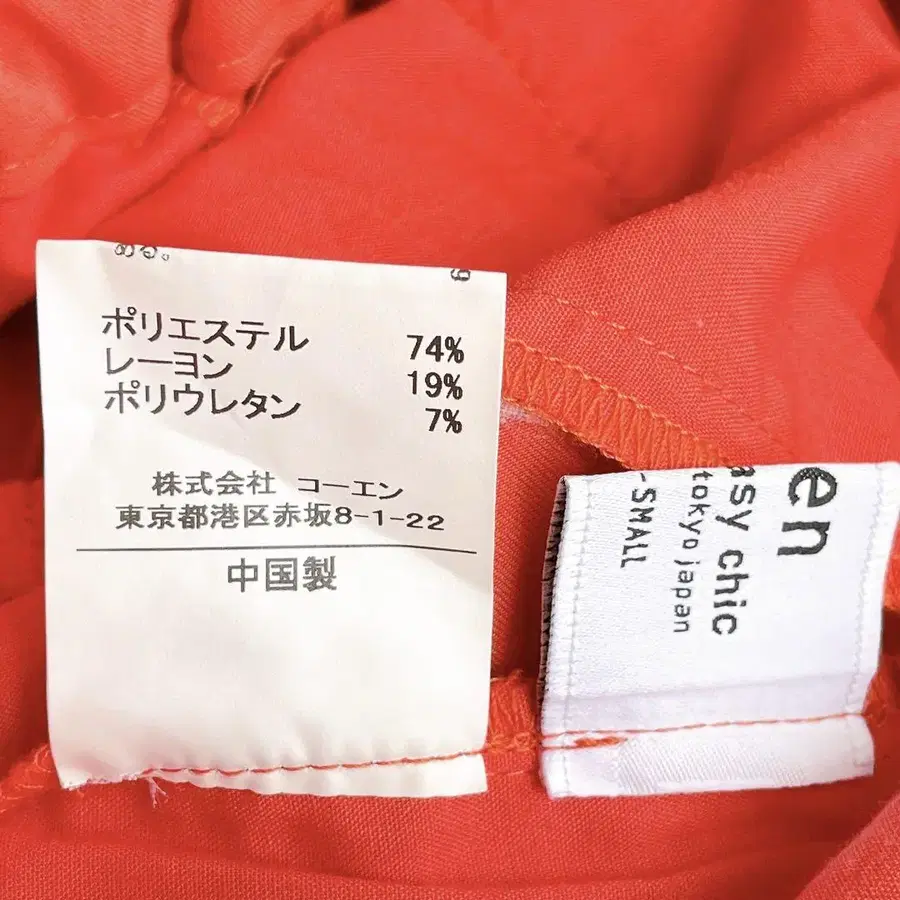 める。
ポリエステル 74%
レーヨン 19%
ポリウレタン 7%
株式会社 コーエン
東京都港区赤坂8-1-22
中国製
en
asy chic
tokyo japan
-SMALL